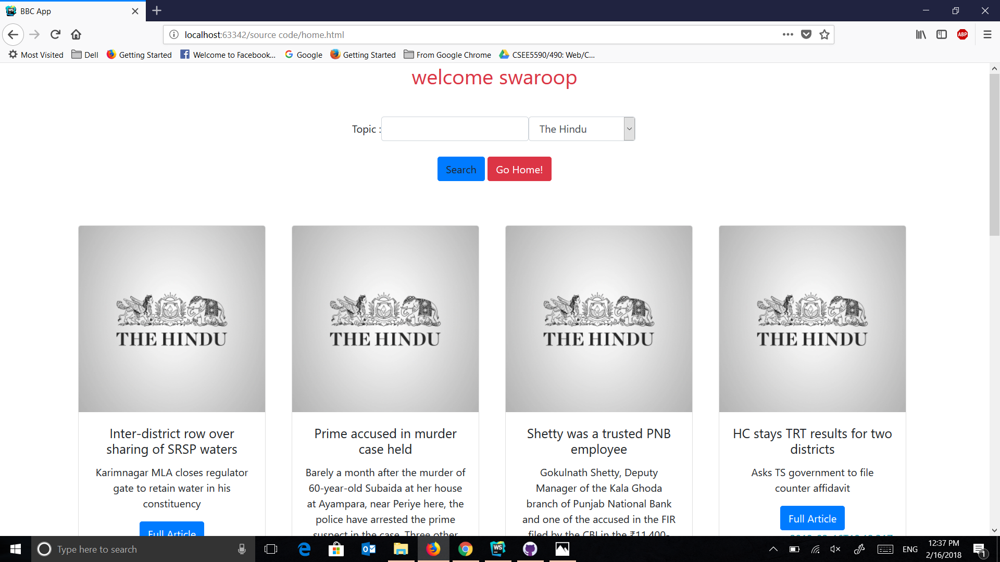 BBC App
localhost:63342/source code/home.html
ABP
Most Visited Dell Getting Started Welcome to Facebook... Google Getting Started From Google Chrome CSEE5590/490: Web/C...
welcome swaroop
Topic : The Hindu
Search Go Home!
THE HINDU
Inter-district row over
sharing of SRSP waters
Karimnagar MLA closes regulator
gate to retain water in his
constituency
Full Article
THE HINDU
Prime accused in murder
case held
Barely a month after the murder of
60-year-old Subaida at her house
at Ayampara, near Periye here, the
police have arrested the prime
suspect in the case. Three other
THE HINDU
Shetty was a trusted PNB
employee
Gokulnath Shetty, Deputy
Manager of the Kala Ghoda
branch of Punjab National Bank
and one of the accused in the FIR
filed by the CBI in the ₹11,400-
THE HINDU
HC stays TRT results for two
districts
Asks TS government to file
counter affidavit
Full Article
Type here to search
WS
ENG
12:37 PM
2/16/2018
1